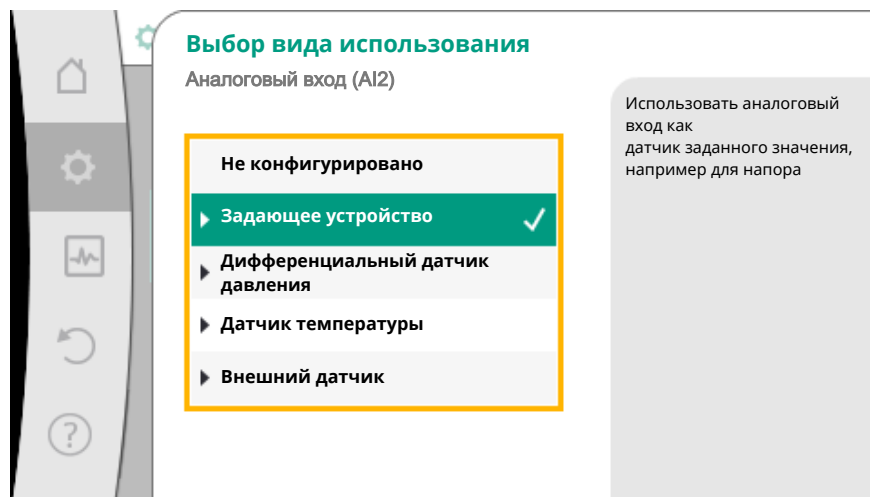 Выбор вида использования
Аналоговый вход (AI2)
Не конфигурировано
Задающее устройство
Дифференциальный датчик
давления
Датчик температуры
Внешний датчик
Использовать аналоговый
вход как
датчик заданного значения,
например для напора
?